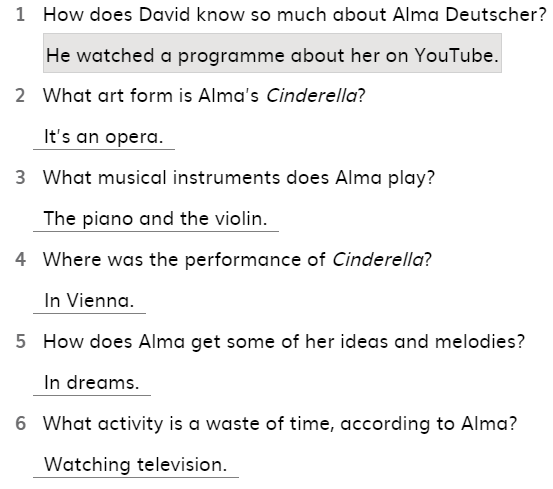 1 How does David know so much about Alma Deutscher?
He watched a programme about her on YouTube.
2 What art form is Alma's Cinderella?
It's an opera.
3 What musical instruments does Alma play?
The piano and the violin.
4 Where was the performance of Cinderella?
In Vienna.
5 How does Alma get some of her ideas and melodies?
In dreams.
6 What activity is a waste of time, according to Alma?
Watching television.